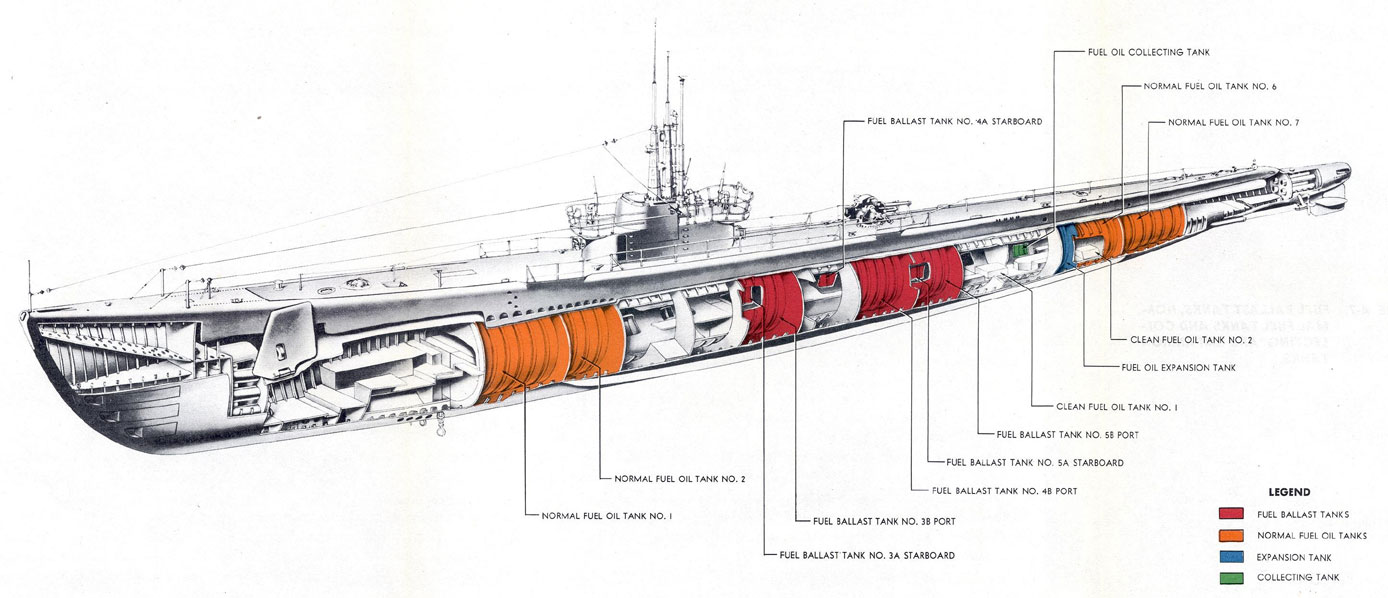 FUEL OIL COLLECTING TANK
NORMAL FUEL OIL TANK NO. 6
FUEL BALLAST TANK NO. 4A STARBOARD
NORMAL FUEL OIL TANK NO. 7
CLEAN FUEL OIL TANK NO. 2
FUEL OIL EXPANSION TANK
CLEAN FUEL OIL TANK NO. 1
FUEL BALLAST TANK NO. 5B PORT
FUEL BALLAST TANK NO. 5A STARBOARD
NORMAL FUEL OIL TANK NO. 2
FUEL BALLAST TANK NO. 4B PORT
NORMAL FUEL OIL TANK NO. 1
FUEL BALLAST TANK NO. 3B PORT
FUEL BALLAST TANK NO. 3A STARBOARD
LEGEND
FUEL BALLAST TANKS
NORMAL FUEL OIL TANKS
EXPANSION TANK
COLLECTING TANK